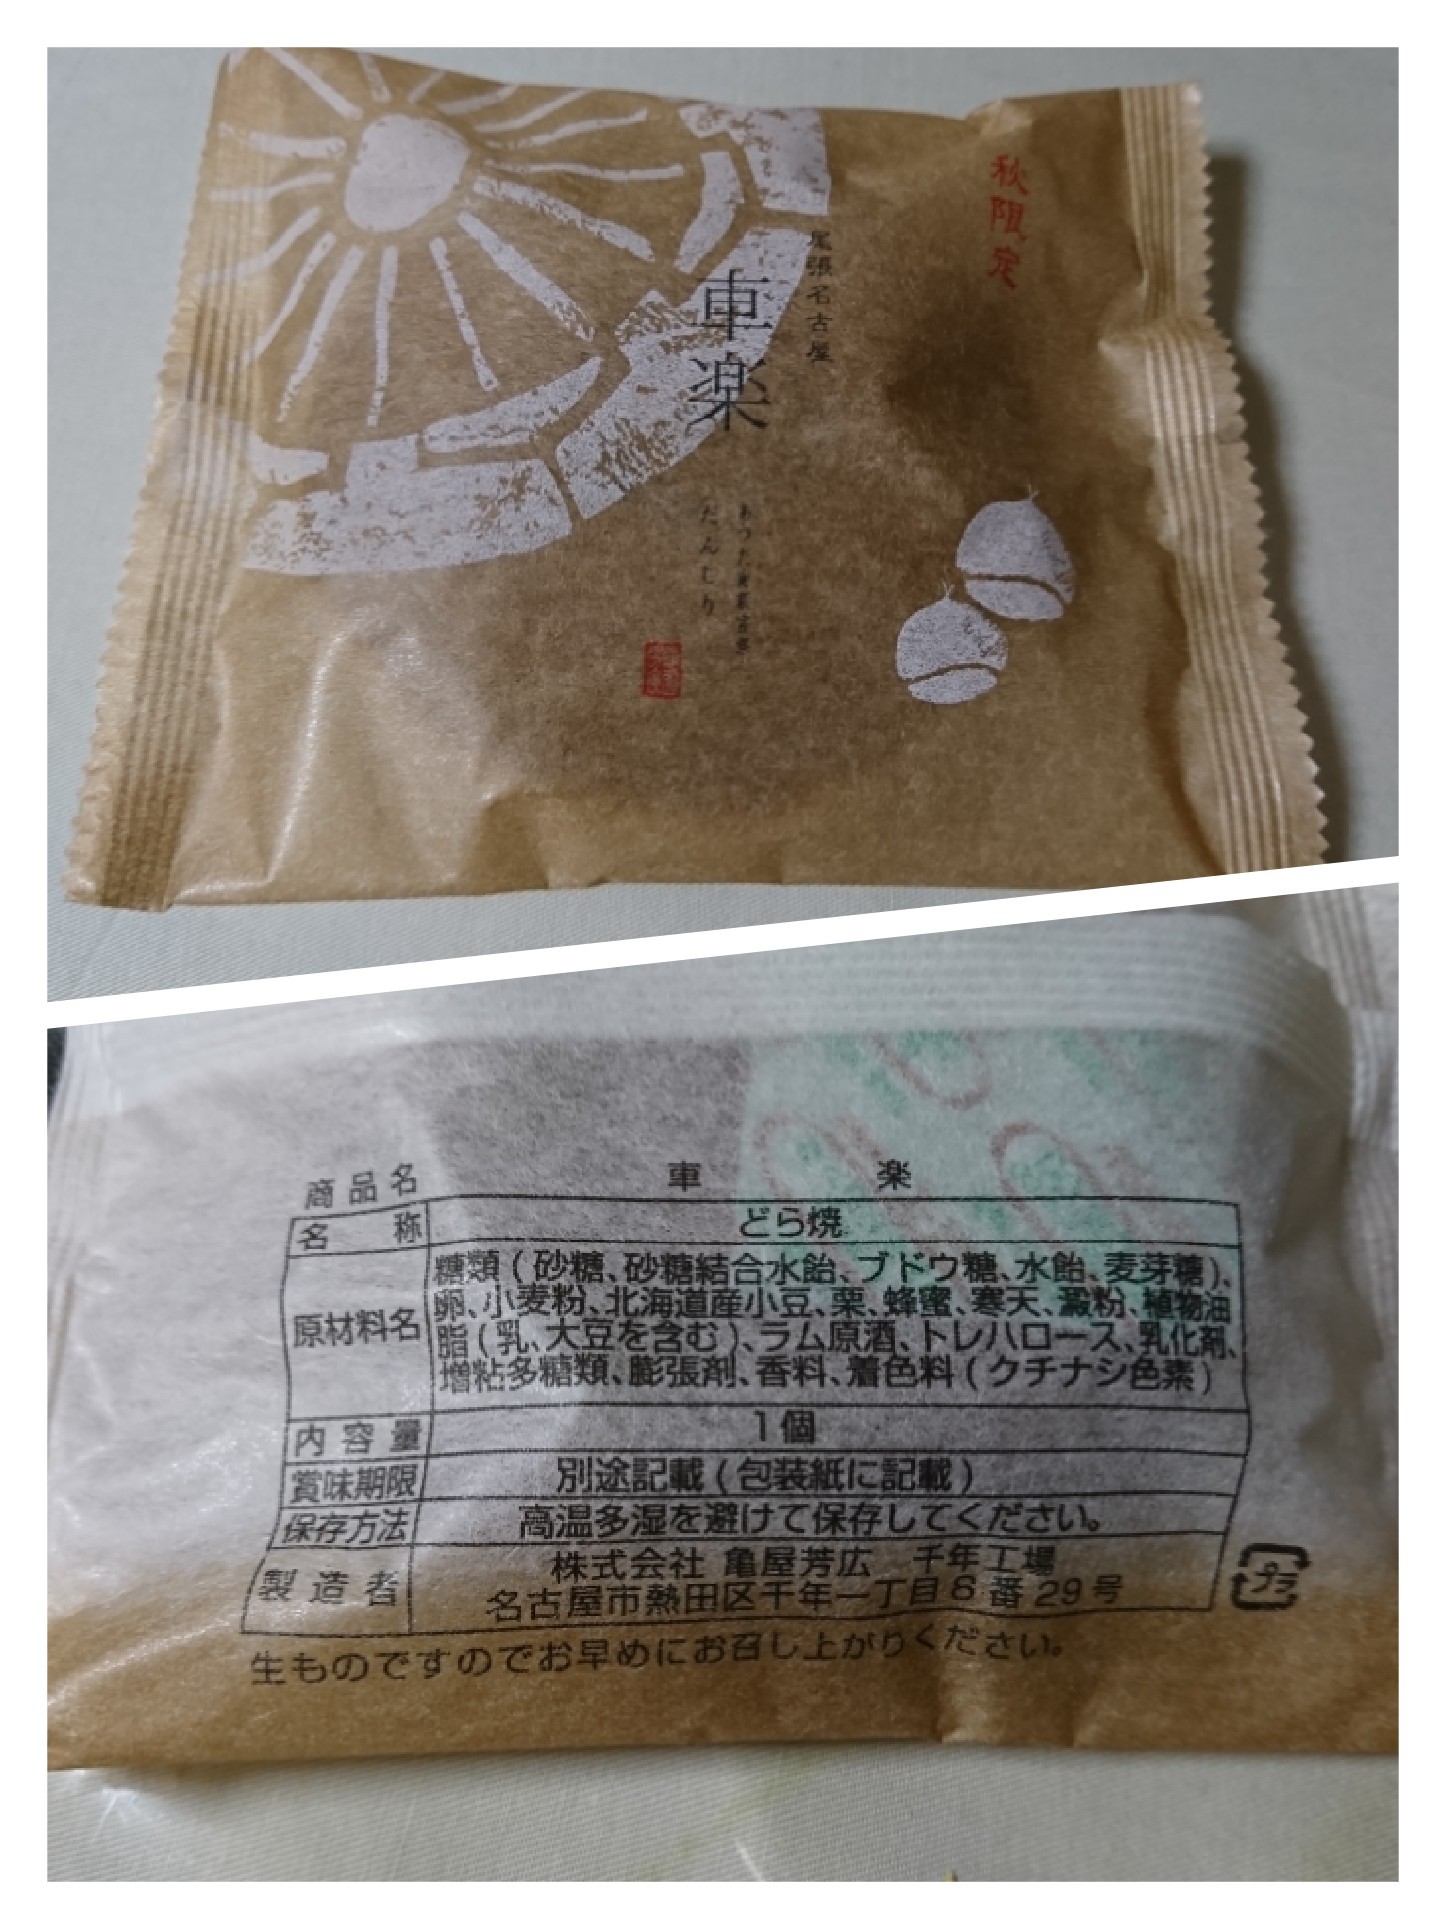 秋限定
尾張名古屋
車楽
だんじり
商品名 車楽
名称 どら焼
原材料名 糖類(砂糖、砂糖結合水飴、ブドウ糖、水飴、麦芽糖)、
卵、小麦粉、北海道産小豆、栗、蜂蜜、寒天、澱粉、植物油
脂(乳、大豆を含む)、ラム原酒、トレハロース、乳化剤、
増粘多糖類、膨張剤、香料、着色料(クチナシ色素)
内容量 1個
賞味期限 別途記載(包装紙に記載)
保存方法 高温多湿を避けて保存してください。
製造者 株式会社 亀屋芳広 千年工場
名古屋市熱田区千年一丁目8番29号
プラ
生ものですのでお早めにお召し上がりください。